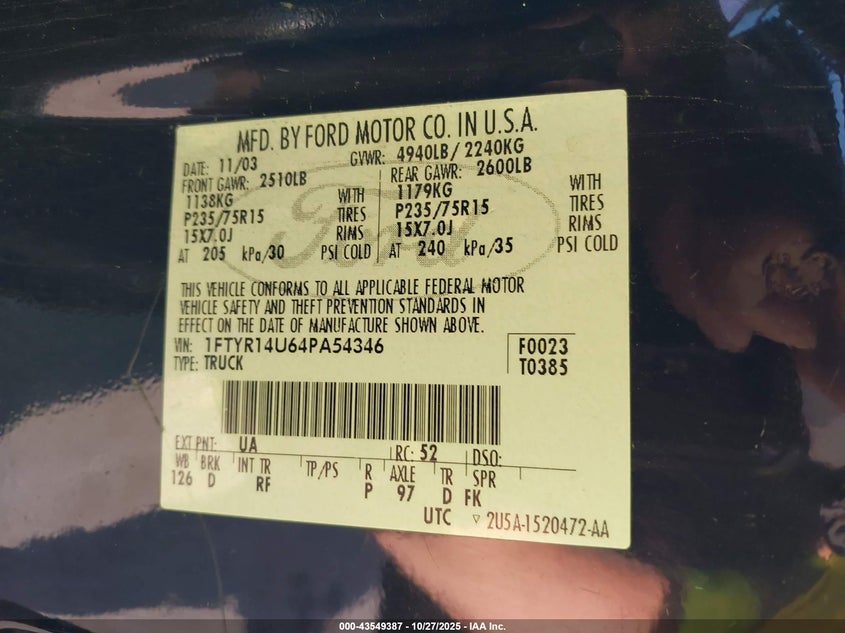 MFD. BY FORD MOTOR CO. IN U.S.A.
DATE: 11/03 GVWR: 4940LB/ 2240KG
FRONT GAWR: 2510LB REAR GAWR: 2600LB
1138KG WITH 1179KG WITH
P235/75R15 TIRES P235/75R15 TIRES
15X7.0J RIMS 15X7.0J RIMS
AT 205 kPa/30 PSI COLD AT 240 kPa/35 PSI COLD
Ford
THIS VEHICLE CONFORMS TO ALL APPLICABLE FEDERAL MOTOR
VEHICLE SAFETY AND THEFT PREVENTION STANDARDS IN
EFFECT ON THE DATE OF MANUFACTURE SHOWN ABOVE.
VIN: 1FTYR14U64PA54346 F0023
TYPE: TRUCK T0385
EXT PNT: UA RC: 52 DSO:
WB BRK INT TR TP/PS R AXLE TR SPR
126 D RF P 97 D FK
UTC ▽ 2U5A-1520472-AA
000-43549387 - 10/27/2025 - IAA Inc.